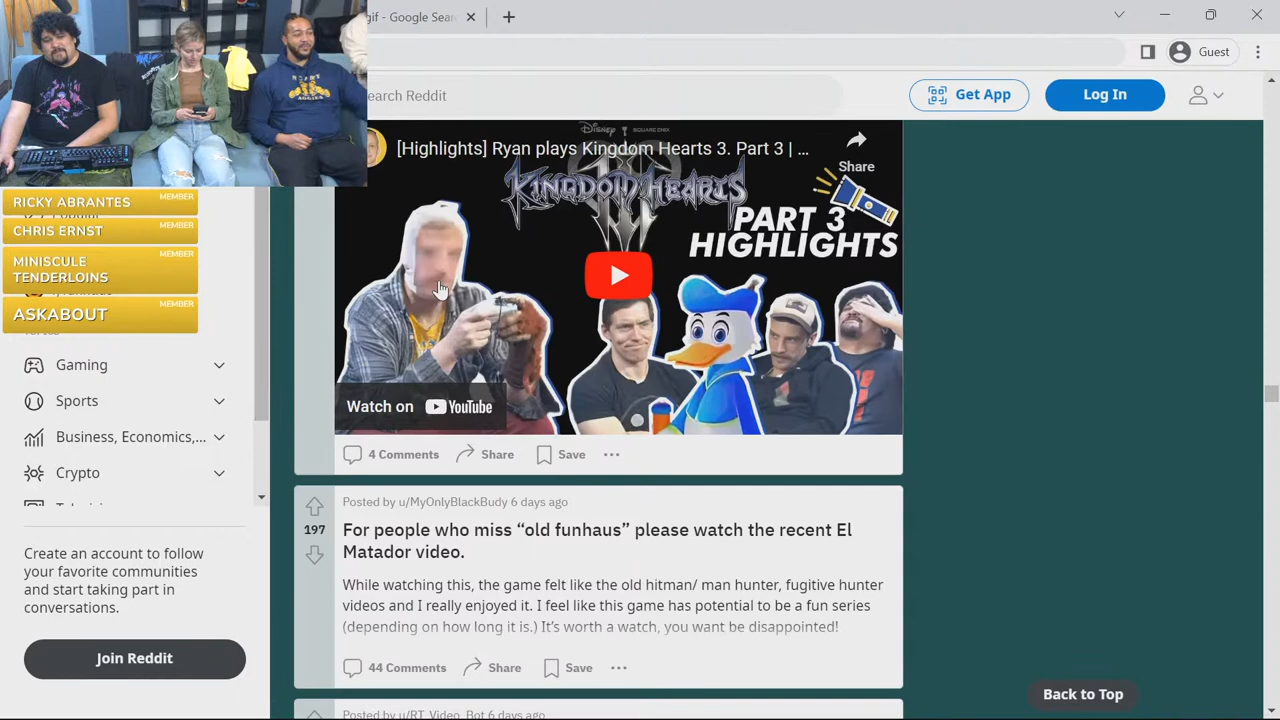 gif - Google Sear
Guest
earch Reddit
Get App
Log In
[Highlights] Ryan plays Kingdom Hearts 3. Part 3 | ...
Share
DISNEY SQUARE ENIX
KINGDOM HEARTS
III
PART 3
HIGHLIGHTS
Watch on YouTube
4 Comments
Share
Save
RICKY ABRANTES MEMBER
CHRIS ERNST MEMBER
MINISCULE MEMBER
TENDERLOINS
ASKABOUT MEMBER
Gaming
Sports
Business, Economics,...
Crypto
Create an account to follow
your favorite communities
and start taking part in
conversations.
Join Reddit
Posted by u/MyOnlyBlackBudy 6 days ago
197
For people who miss “old funhaus” please watch the recent El
Matador video.
While watching this, the game felt like the old hitman/ man hunter, fugitive hunter
videos and I really enjoyed it. I feel like this game has potential to be a fun series
(depending on how long it is.) It’s worth a watch, you want be disappointed!
44 Comments
Share
Save
Back to Top
Posted by u/RT_Video_Bot 6 days ago